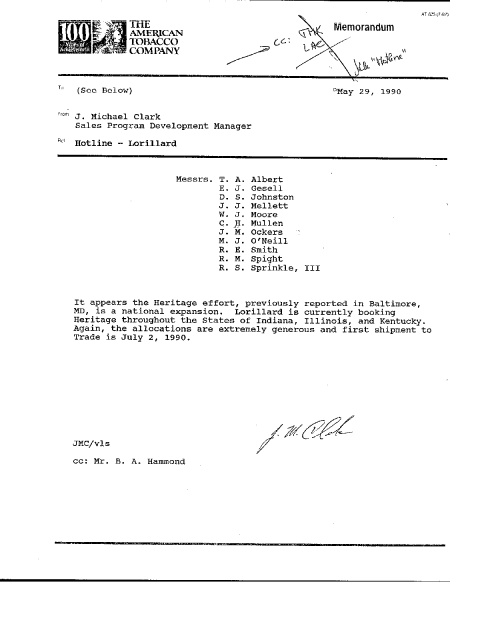 AT 825 (1-87)
100 Years of Achievement
THE
AMERICAN
TOBACCO
COMPANY
Memorandum
CC: THK
LAC
file "Hotline"
To (See Below)
May 29, 1990
From J. Michael Clark
Sales Program Development Manager
Re: Hotline - Lorillard
Messrs. T. A. Albert
E. J. Gesell
D. S. Johnston
J. J. Mellett
W. J. Moore
C. H. Mullen
J. M. Ockers
M. J. O'Neill
R. E. Smith
R. M. Spight
R. S. Sprinkle, III
It appears the Heritage effort, previously reported in Baltimore,
MD, is a national expansion. Lorillard is currently booking
Heritage throughout the States of Indiana, Illinois, and Kentucky.
Again, the allocations are extremely generous and first shipment to
Trade is July 2, 1990.
J. M. Clark
JMC/vls
cc: Mr. B. A. Hammond